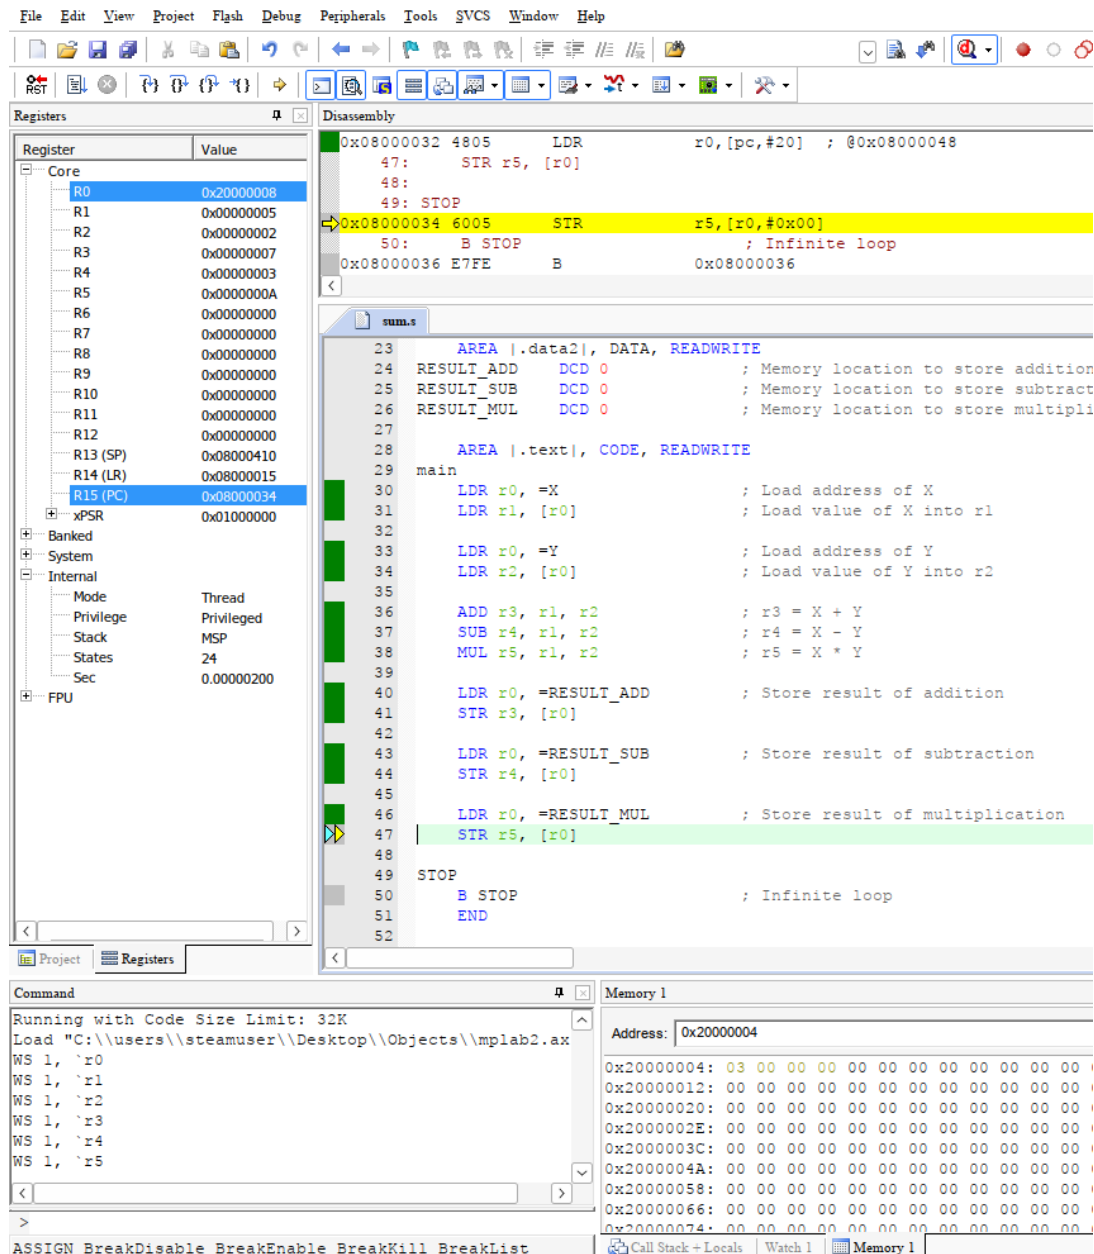 File Edit View Project Flash Debug Peripherals Tools SVCS Window Help
RST
Registers
Register Value
Core
R0 0x20000008
R1 0x00000005
R2 0x00000002
R3 0x00000007
R4 0x00000003
R5 0x0000000A
R6 0x00000000
R7 0x00000000
R8 0x00000000
R9 0x00000000
R10 0x00000000
R11 0x00000000
R12 0x00000000
R13 (SP) 0x08000410
R14 (LR) 0x08000015
R15 (PC) 0x08000034
xPSR 0x01000000
Banked
System
Internal
Mode Thread
Privilege Privileged
Stack MSP
States 24
Sec 0.00000200
FPU
Project Registers
Disassembly
0x08000032 4805 LDR r0,[pc,#20] ; @0x08000048
47: STR r5, [r0]
48:
49: STOP
0x08000034 6005 STR r5,[r0,#0x00]
50: B STOP ; Infinite loop
0x08000036 E7FE B 0x08000036
sum.s
23 AREA |.data2|, DATA, READWRITE
24 RESULT_ADD DCD 0 ; Memory location to store addition
25 RESULT_SUB DCD 0 ; Memory location to store subtract
26 RESULT_MUL DCD 0 ; Memory location to store multipli
27
28 AREA |.text|, CODE, READWRITE
29 main
30 LDR r0, =X ; Load address of X
31 LDR r1, [r0] ; Load value of X into r1
32
33 LDR r0, =Y ; Load address of Y
34 LDR r2, [r0] ; Load value of Y into r2
35
36 ADD r3, r1, r2 ; r3 = X + Y
37 SUB r4, r1, r2 ; r4 = X - Y
38 MUL r5, r1, r2 ; r5 = X * Y
39
40 LDR r0, =RESULT_ADD ; Store result of addition
41 STR r3, [r0]
42
43 LDR r0, =RESULT_SUB ; Store result of subtraction
44 STR r4, [r0]
45
46 LDR r0, =RESULT_MUL ; Store result of multiplication
47 STR r5, [r0]
48
49 STOP
50 B STOP ; Infinite loop
51 END
52
Command
Running with Code Size Limit: 32K
Load "C:\\users\\steamuser\\Desktop\\Objects\\mplab2.ax
WS 1, `r0
WS 1, `r1
WS 1, `r2
WS 1, `r3
WS 1, `r4
WS 1, `r5
>
ASSIGN BreakDisable BreakEnable BreakKill BreakList
Memory 1
Address: 0x20000004
0x20000004: 03 00 00 00 00 00 00 00 00 00 00 00
0x20000012: 00 00 00 00 00 00 00 00 00 00 00 00
0x20000020: 00 00 00 00 00 00 00 00 00 00 00 00
0x2000002E: 00 00 00 00 00 00 00 00 00 00 00 00
0x2000003C: 00 00 00 00 00 00 00 00 00 00 00 00
0x2000004A: 00 00 00 00 00 00 00 00 00 00 00 00
0x20000058: 00 00 00 00 00 00 00 00 00 00 00 00
0x20000066: 00 00 00 00 00 00 00 00 00 00 00 00
0x20000074: 00 00 00 00 00 00 00 00 00 00 00 00
Call Stack + Locals Watch 1 Memory 1